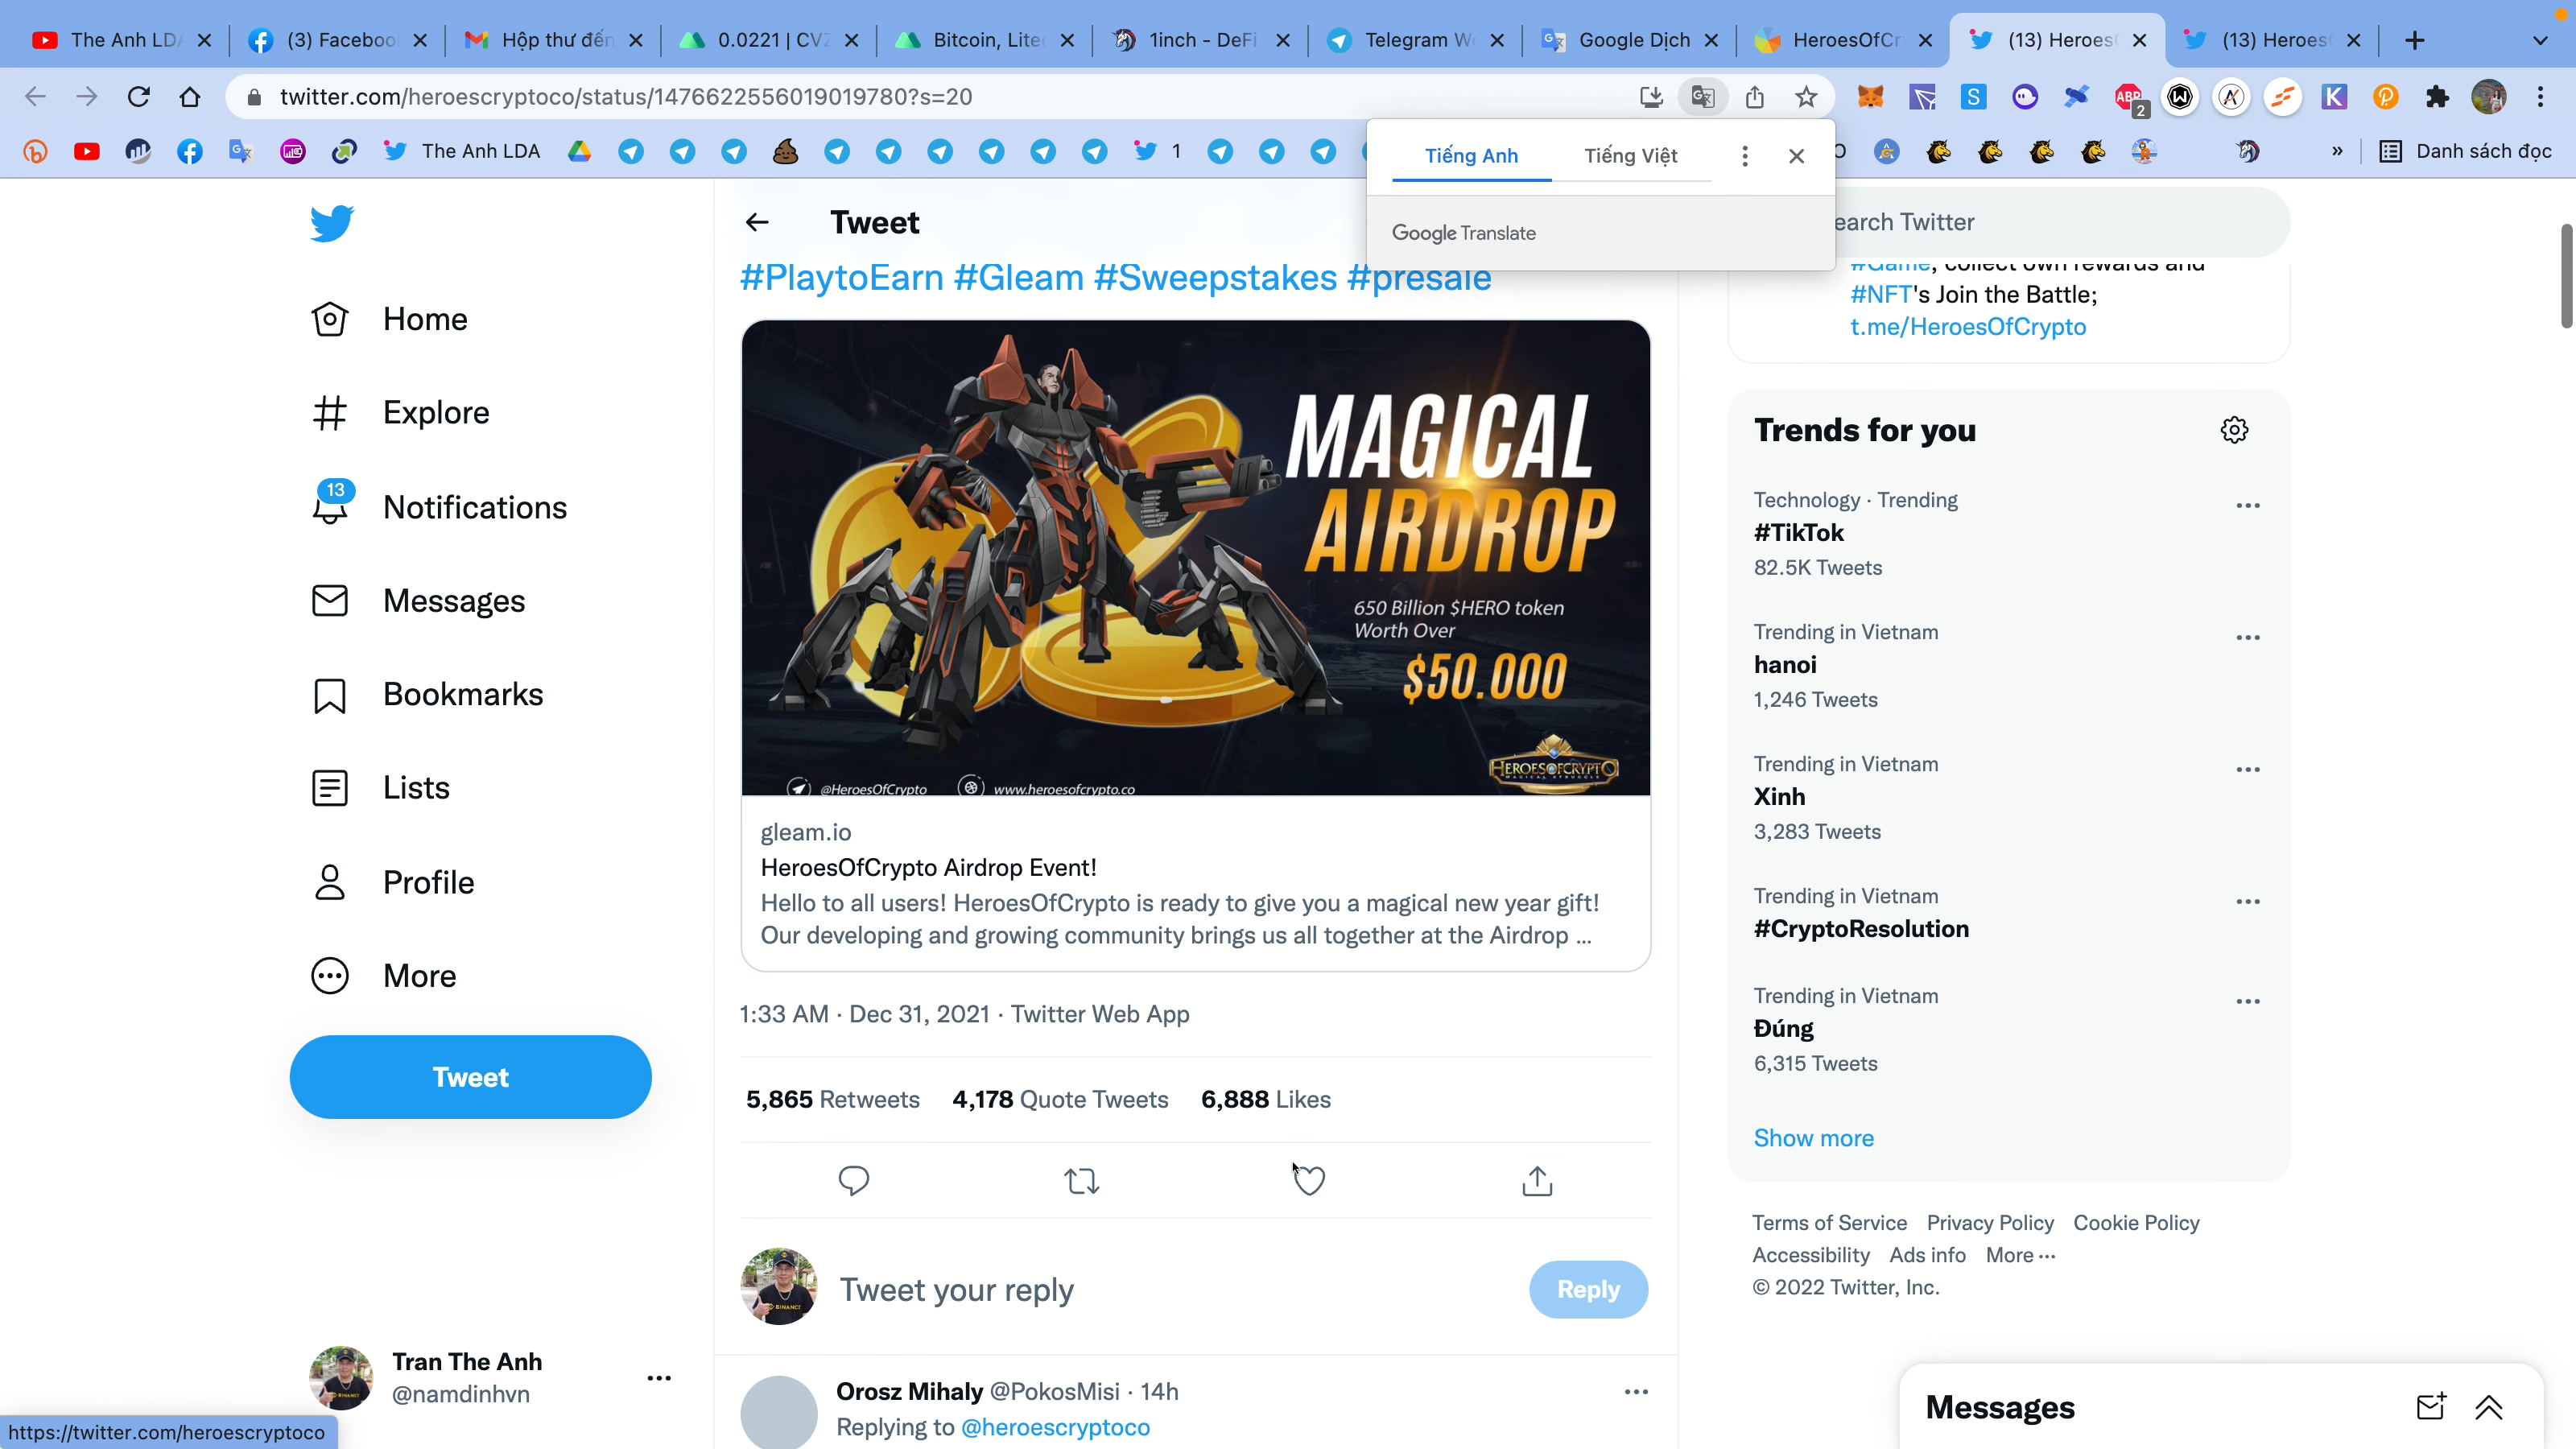 The Anh LD
(3) Faceboo
Hộp thư đến
0.0221 | CV
Bitcoin, Lite
1inch - DeFi
Telegram W
Google Dịch
HeroesOfCr
(13) Heroes
(13) Heroes
twitter.com/heroescryptoco/status/1476622556019019780?s=20
ABP
2
The Anh LDA
1
Danh sách đọc
Tiếng Anh
Tiếng Việt
Google Translate
Home
Explore
13
Notifications
Messages
Bookmarks
Lists
Profile
More
Tweet
Tran The Anh
@namdinhvn
https://twitter.com/heroescryptoco
Tweet
#PlaytoEarn #Gleam #Sweepstakes #presale
MAGICAL
AIRDROP
650 Billion $HERO token
Worth Over
$50.000
HEROESOFCRYPTO
@HeroesOfCrypto
www.heroesofcrypto.co
gleam.io
HeroesOfCrypto Airdrop Event!
Hello to all users! HeroesOfCrypto is ready to give you a magical new year gift!
Our developing and growing community brings us all together at the Airdrop ...
1:33 AM · Dec 31, 2021 · Twitter Web App
5,865 Retweets 4,178 Quote Tweets 6,888 Likes
Tweet your reply
Reply
Orosz Mihaly @PokosMisi · 14h
Replying to @heroescryptoco
earch Twitter
#Game, collect own rewards and
#NFT's Join the Battle;
t.me/HeroesOfCrypto
Trends for you
Technology · Trending
#TikTok
82.5K Tweets
Trending in Vietnam
hanoi
1,246 Tweets
Trending in Vietnam
Xinh
3,283 Tweets
Trending in Vietnam
#CryptoResolution
Trending in Vietnam
Đúng
6,315 Tweets
Show more
Terms of Service Privacy Policy Cookie Policy
Accessibility Ads info More ···
© 2022 Twitter, Inc.
Messages